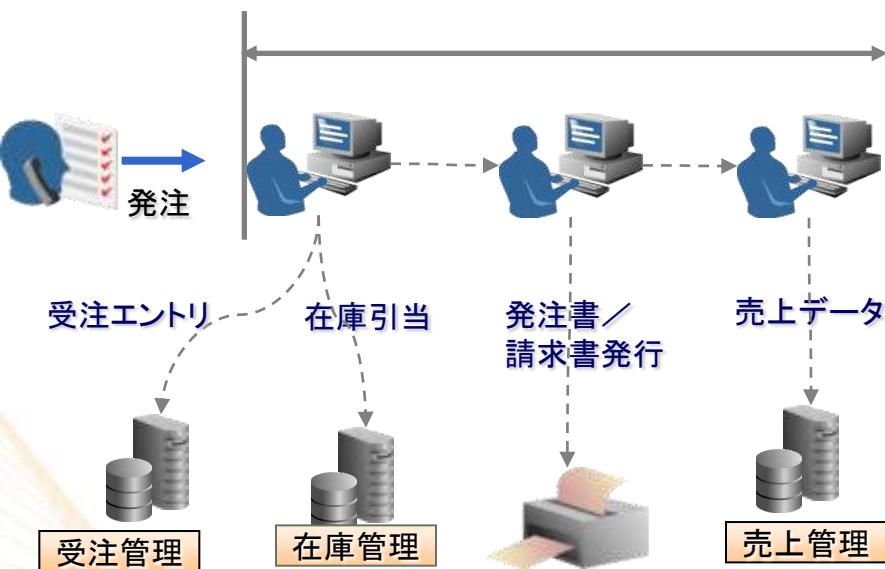 発注
受注エントリ
在庫引当
発注書／
請求書発行
売上データ
受注管理
在庫管理
売上管理